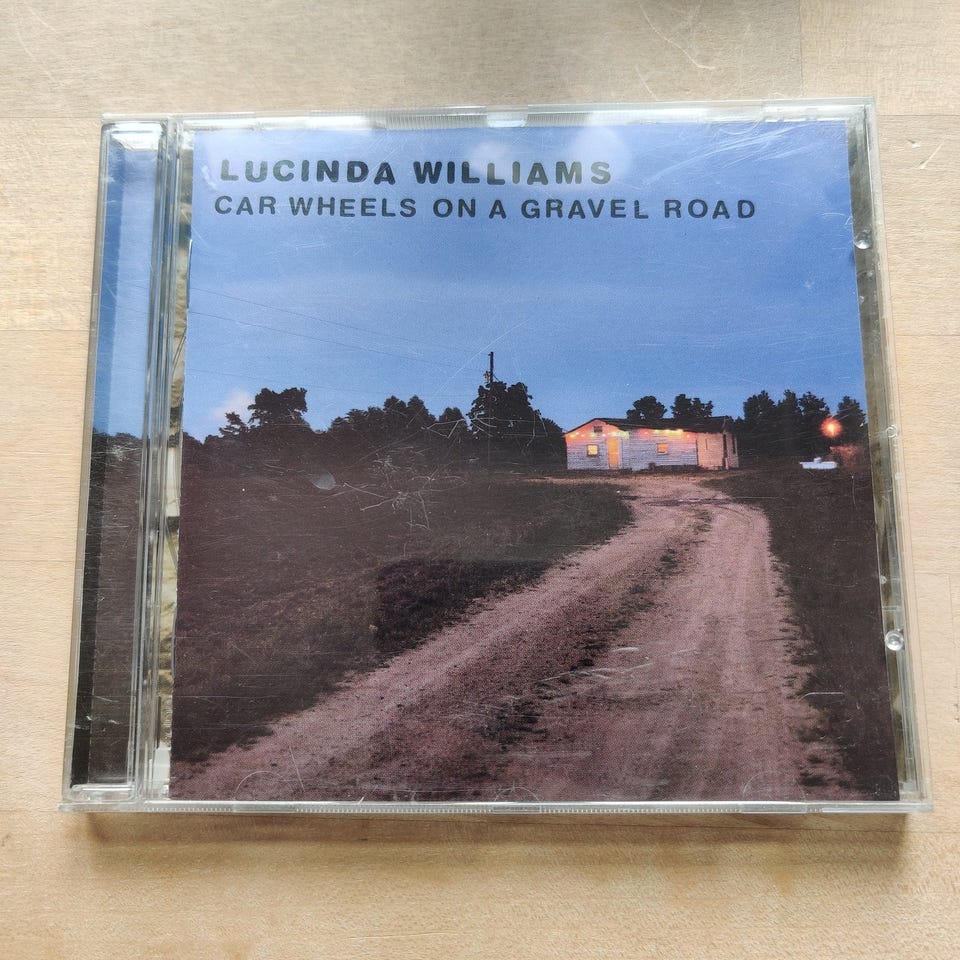 LUCINDA WILLIAMS
CAR WHEELS ON A GRAVEL ROAD